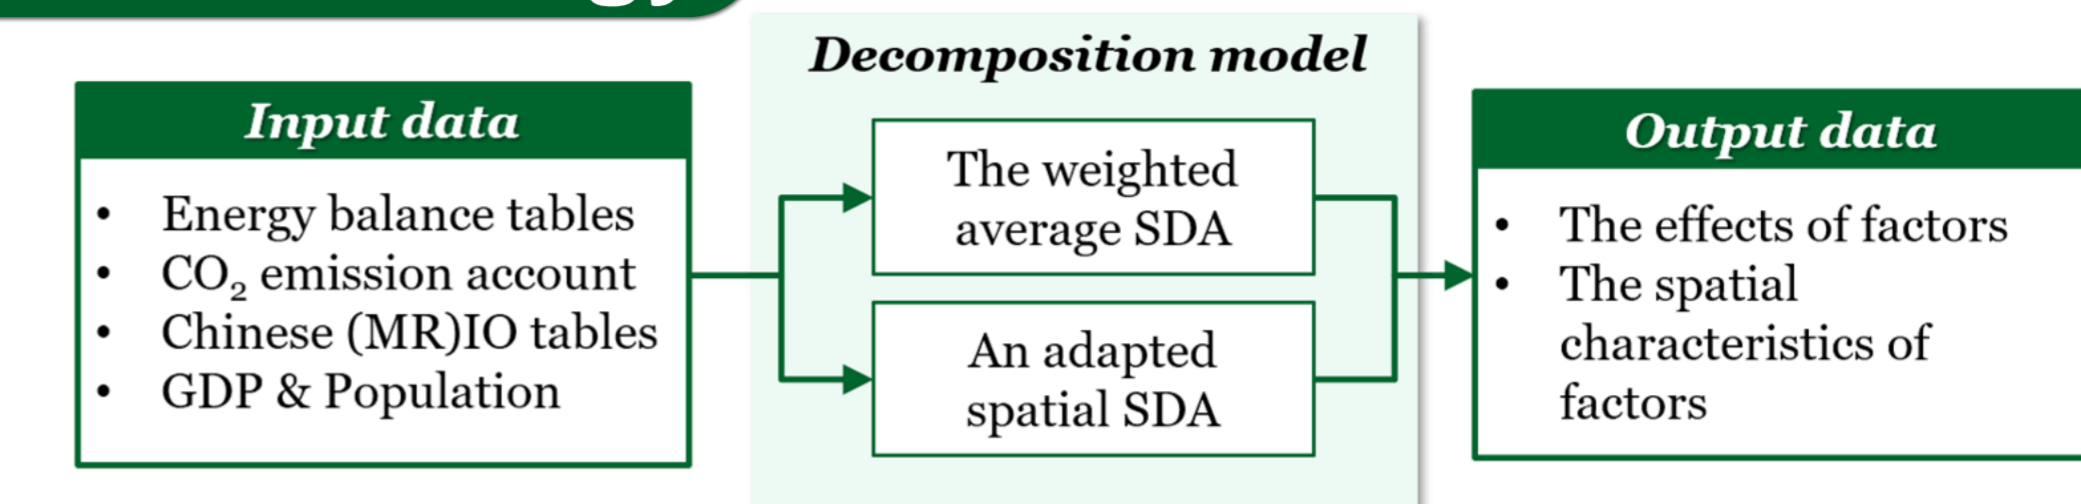 Input data
• Energy balance tables
• CO₂ emission account
• Chinese (MR)IO tables
• GDP & Population
Decomposition model
The weighted
average SDA
An adapted
spatial SDA
Output data
• The effects of factors
• The spatial
characteristics of
factors